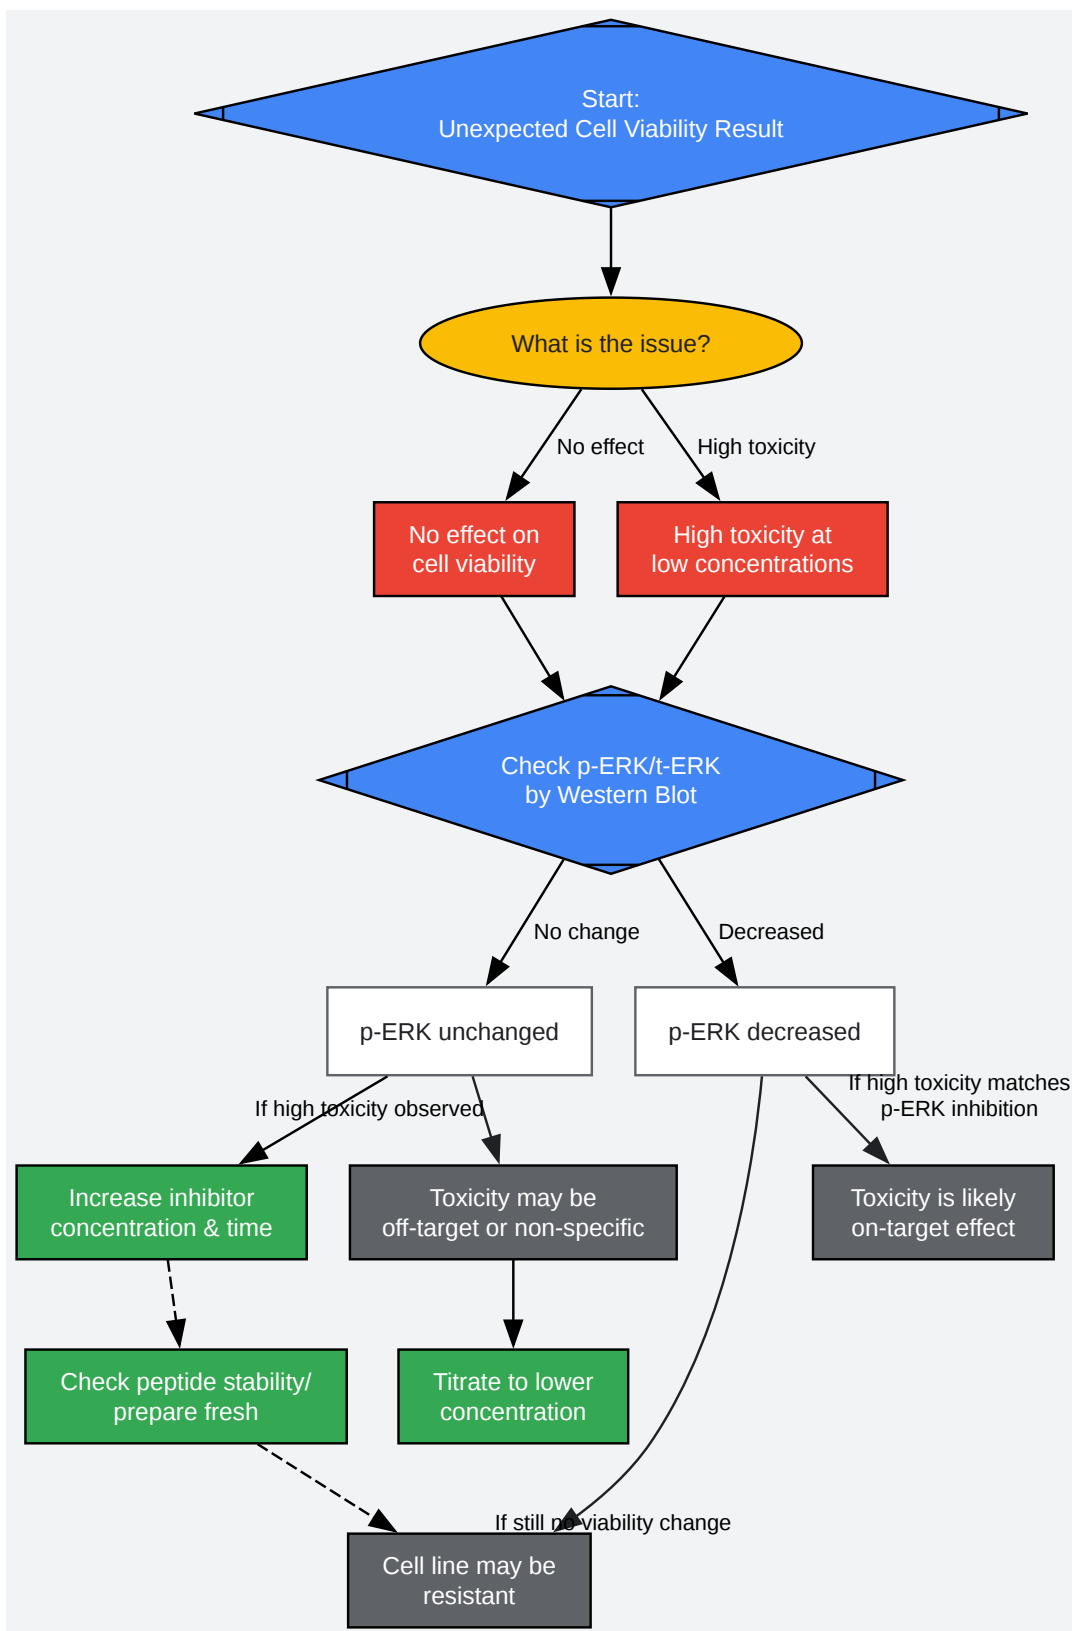 Start:
Unexpected Cell Viability Result
What is the issue?
No effect
High toxicity
No effect on
cell viability
High toxicity at
low concentrations
Check p-ERK/t-ERK
by Western Blot
No change
Decreased
p-ERK unchanged
p-ERK decreased
If high toxicity observed
If high toxicity matches
p-ERK inhibition
Increase inhibitor
concentration & time
Toxicity may be
off-target or non-specific
Toxicity is likely
on-target effect
Check peptide stability/
prepare fresh
Titrate to lower
concentration
If still no viability change
Cell line may be
resistant